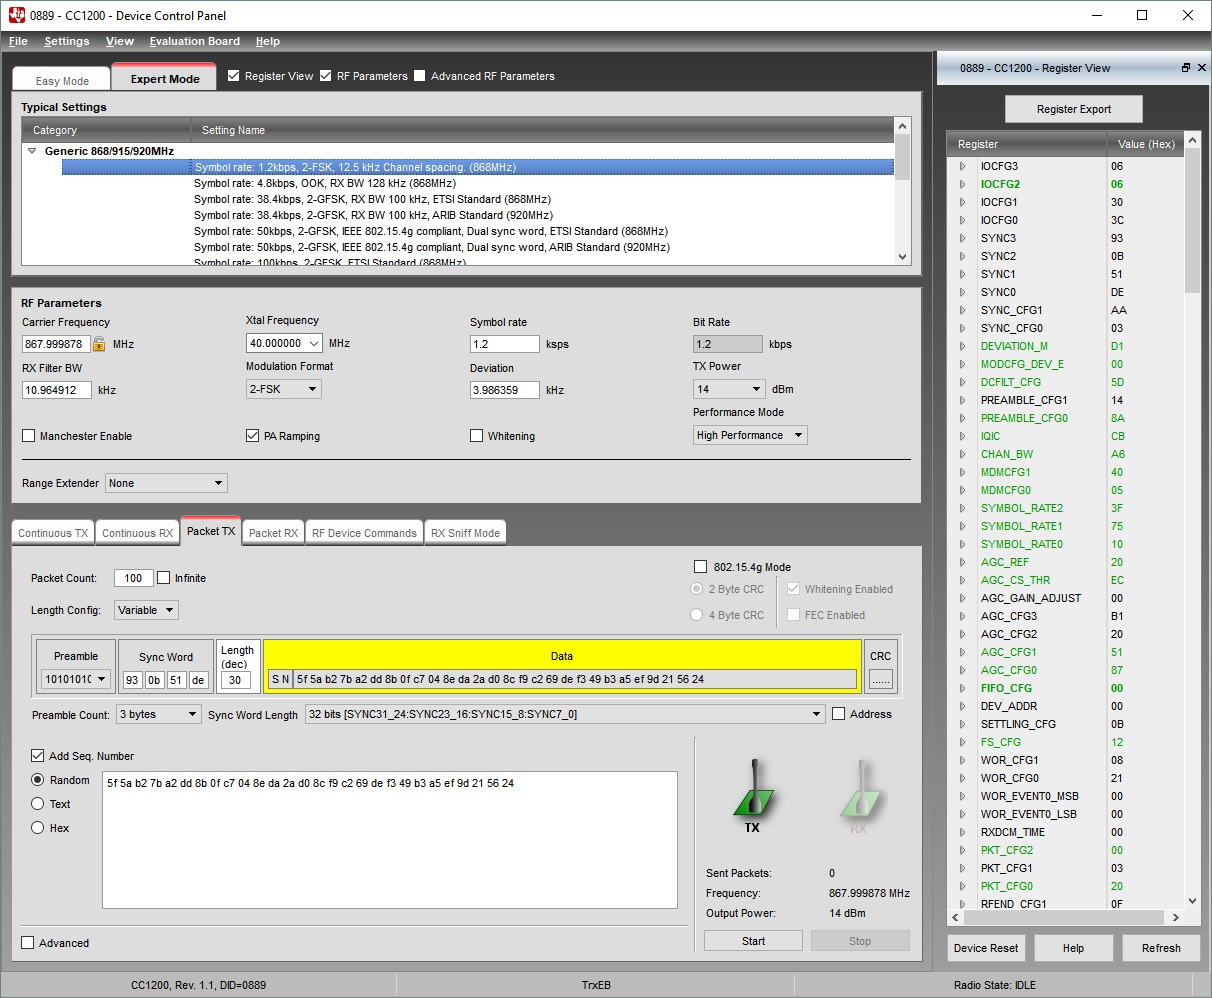 0889 - CC1200 - Device Control Panel
File Settings View Evaluation Board Help
Easy Mode Expert Mode Register View RF Parameters Advanced RF Parameters
Typical Settings
Category Setting Name
Generic 868/915/920MHz
Symbol rate: 1.2kbps, 2-FSK, 12.5 kHz Channel spacing. (868MHz)
Symbol rate: 4.8kbps, OOK, RX BW 128 kHz (868MHz)
Symbol rate: 38.4kbps, 2-GFSK, RX BW 100 kHz, ETSI Standard (868MHz)
Symbol rate: 38.4kbps, 2-GFSK, RX BW 100 kHz, ARIB Standard (920MHz)
Symbol rate: 50kbps, 2-GFSK, IEEE 802.15.4g compliant, Dual sync word, ETSI Standard (868MHz)
Symbol rate: 50kbps, 2-GFSK, IEEE 802.15.4g compliant, Dual sync word, ARIB Standard (920MHz)
Symbol rate: 100kbps, 2-GFSK, ETSI Standard (868MHz)
RF Parameters
Carrier Frequency Xtal Frequency Symbol rate Bit Rate
867.999878 MHz 40.000000 MHz 1.2 ksps 1.2 kbps
RX Filter BW Modulation Format Deviation TX Power
10.964912 kHz 2-FSK 3.986359 kHz 14 dBm
Performance Mode
Manchester Enable PA Ramping Whitening High Performance
Range Extender None
Continuous TX Continuous RX Packet TX Packet RX RF Device Commands RX Sniff Mode
Packet Count: 100 Infinite 802.15.4g Mode
2 Byte CRC Whitening Enabled
Length Config: Variable 4 Byte CRC FEC Enabled
Preamble Sync Word Length (dec) Data CRC
10101010 93 0b 51 de 30 S N 5f 5a b2 7b a2 dd 8b 0f c7 04 8e da 2a d0 8c f9 c2 69 de f3 49 b3 a5 ef 9d 21 56 24 ......
Preamble Count: 3 bytes Sync Word Length 32 bits [SYNC31_24:SYNC23_16:SYNC15_8:SYNC7_0] Address
Add Seq. Number
Random
Text
Hex
5f 5a b2 7b a2 dd 8b 0f c7 04 8e da 2a d0 8c f9 c2 69 de f3 49 b3 a5 ef 9d 21 56 24
TX RX
Sent Packets: 0
Frequency: 867.999878 MHz
Output Power: 14 dBm
Start Stop
Advanced
0889 - CC1200 - Register View
Register Export
Register Value (Hex)
IOCFG3 06
IOCFG2 06
IOCFG1 30
IOCFG0 3C
SYNC3 93
SYNC2 0B
SYNC1 51
SYNC0 DE
SYNC_CFG1 AA
SYNC_CFG0 03
DEVIATION_M D1
MODCFG_DEV_E 00
DCFILT_CFG 5D
PREAMBLE_CFG1 14
PREAMBLE_CFG0 8A
IQIC CB
CHAN_BW A6
MDMCFG1 40
MDMCFG0 05
SYMBOL_RATE2 3F
SYMBOL_RATE1 75
SYMBOL_RATE0 10
AGC_REF 20
AGC_CS_THR EC
AGC_GAIN_ADJUST 00
AGC_CFG3 B1
AGC_CFG2 20
AGC_CFG1 51
AGC_CFG0 87
FIFO_CFG 00
DEV_ADDR 00
SETTLING_CFG 0B
FS_CFG 12
WOR_CFG1 08
WOR_CFG0 21
WOR_EVENT0_MSB 00
WOR_EVENT0_LSB 00
RXDCM_TIME 00
PKT_CFG2 00
PKT_CFG1 03
PKT_CFG0 20
RFEND_CFG1 0F
Device Reset Help Refresh
CC1200, Rev. 1.1, DID=0889 TrxEB Radio State: IDLE